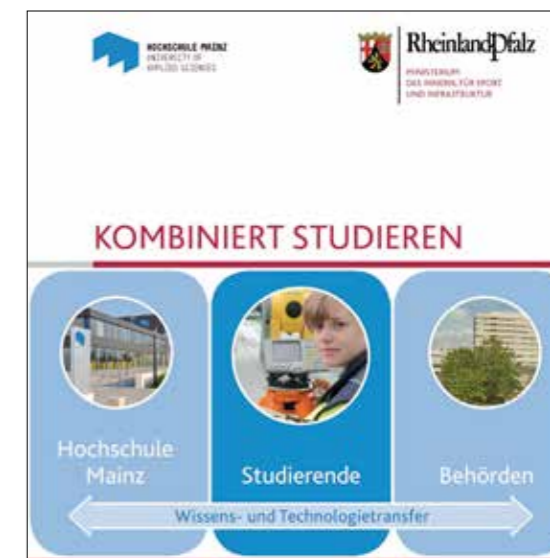 HOCHSCHULE MAINZ
UNIVERSITY OF
APPLIED SCIENCES
RheinlandPfalz
MINISTERIUM
DES INNERN, FÜR SPORT
UND INFRASTRUKTUR
KOMBINIERT STUDIEREN
Hochschule
Mainz
Studierende
Behörden
Wissens- und Technologietransfer